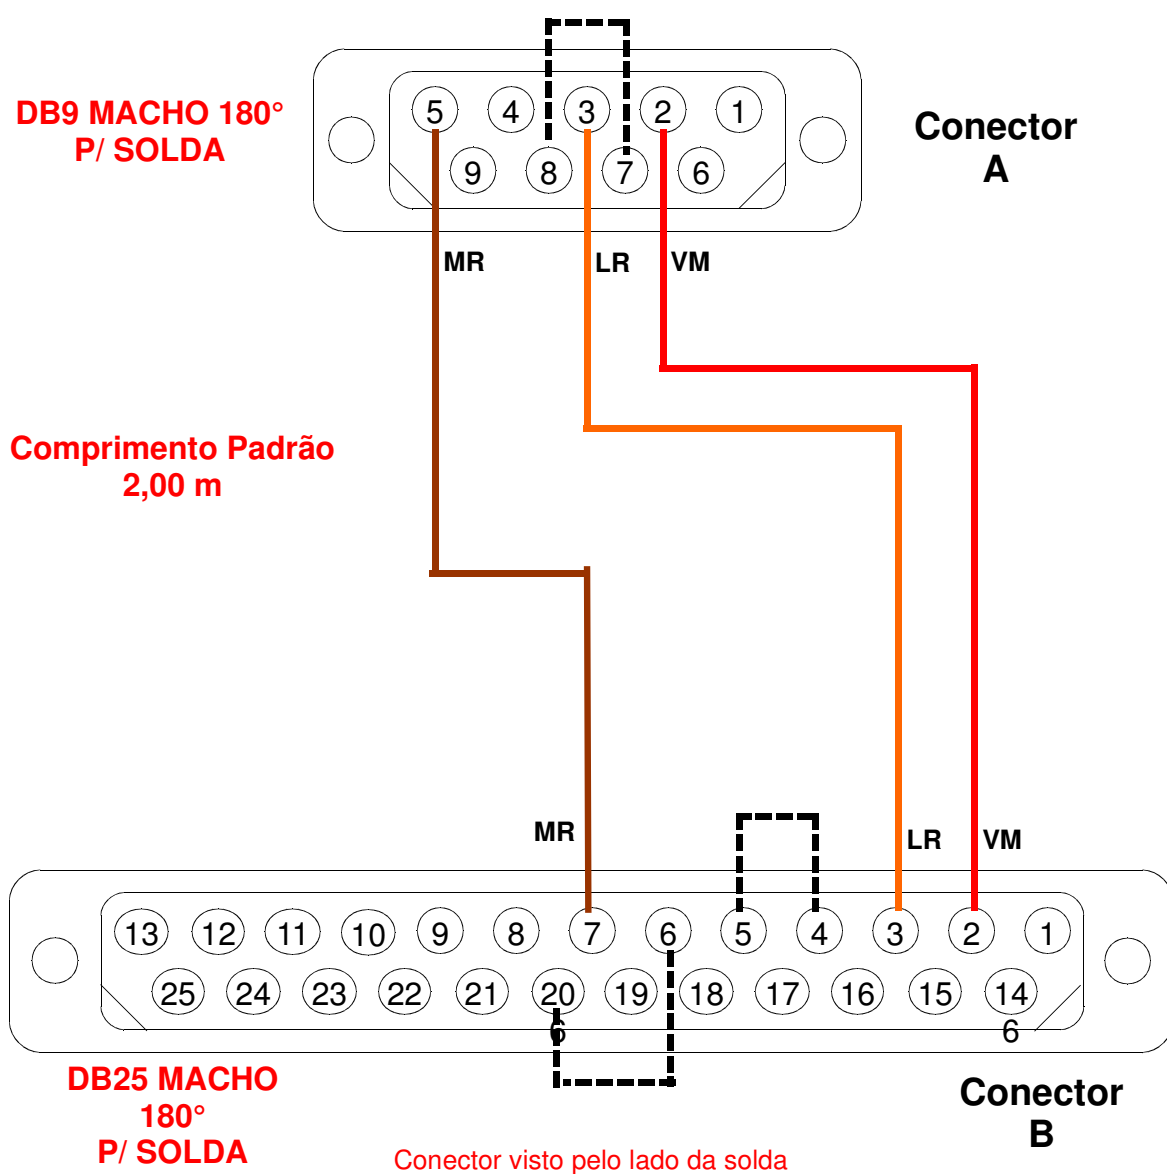 DB9 MACHO 180°
P/ SOLDA
5 4 3 2 1
9 8 7 6
Conector
A
MR LR VM
Comprimento Padrão
2,00 m
MR LR VM
13 12 11 10 9 8 7 6 5 4 3 2 1
25 24 23 22 21 20 19 18 17 16 15 14
6 6
DB25 MACHO
180°
P/ SOLDA
Conector
B
Conector visto pelo lado da solda